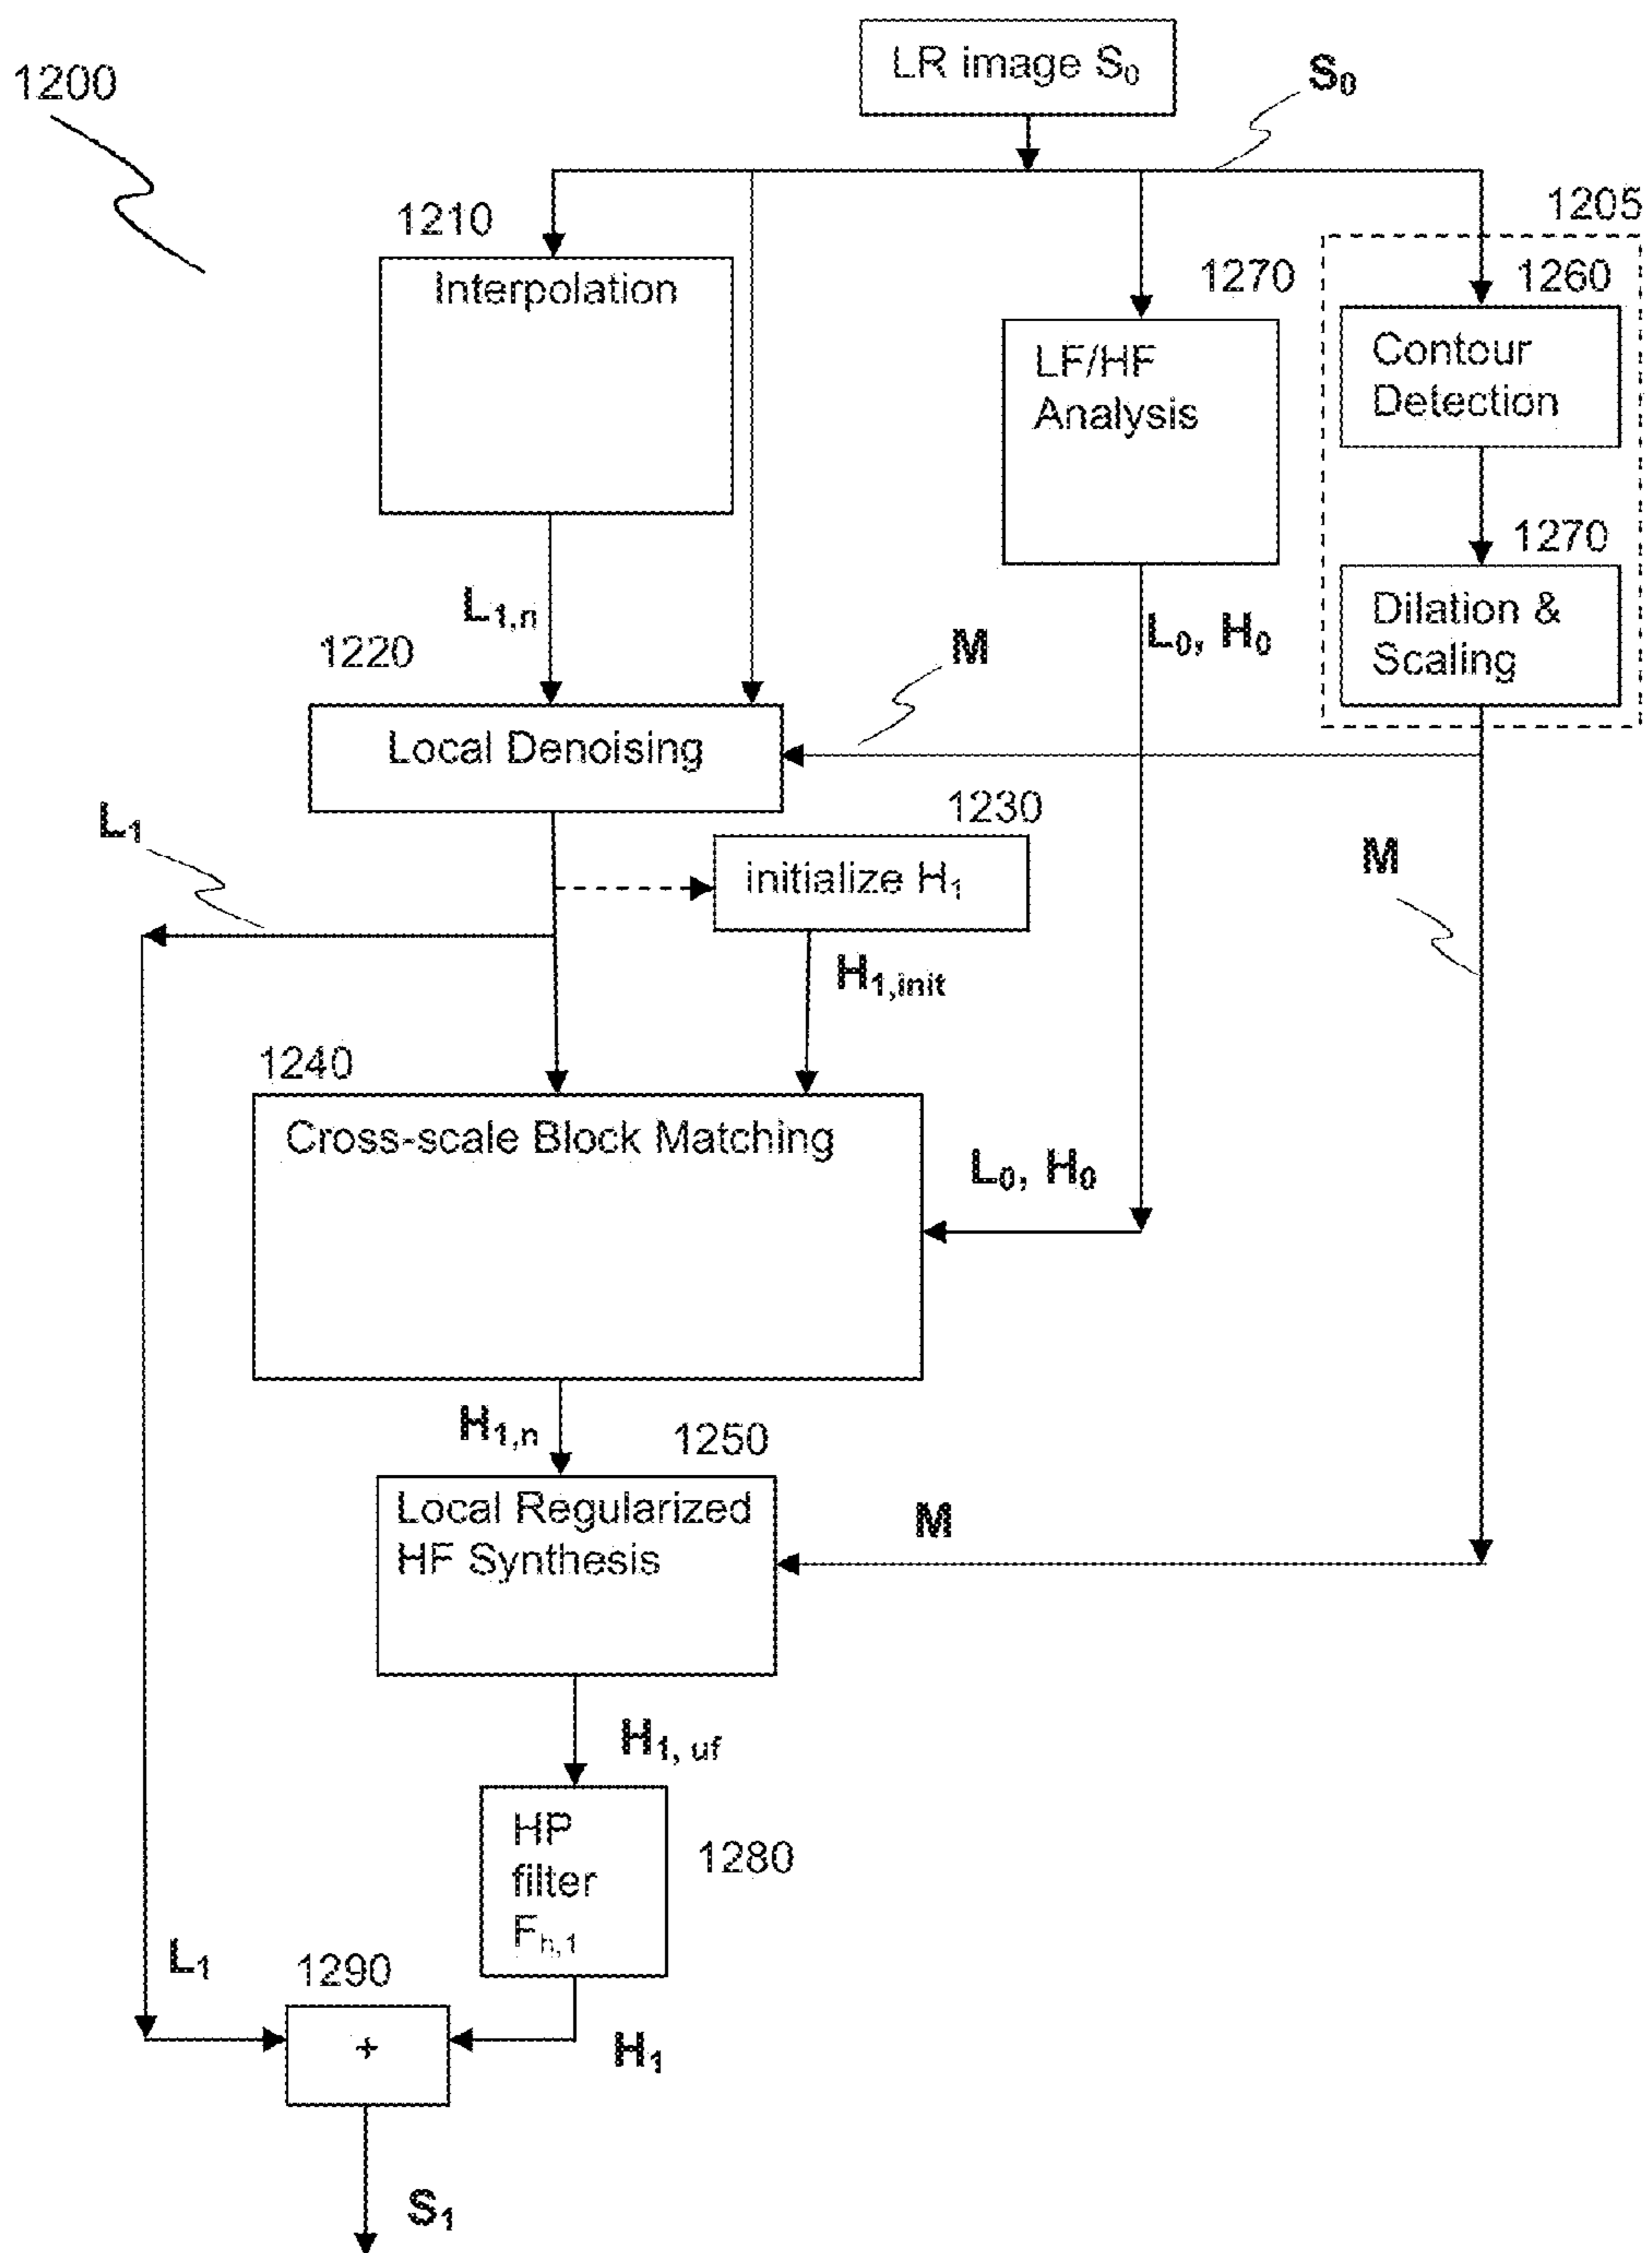 LR image S₀
S₀
1200
1205
1210
Interpolation
1270
LF/HF
Analysis
1260
Contour
Detection
1270
Dilation &
Scaling
L₁,ₙ
1220
M
L₀, H₀
Local Denoising
1230
L₁
initialize H₁
M
H₁,init
1240
Cross-scale Block Matching
L₀, H₀
H₁,ₙ
1250
Local Regularized
HF Synthesis
M
H₁, uf
HP
filter
Fₕ,₁
1280
L₁
1290
+
H₁
S₁